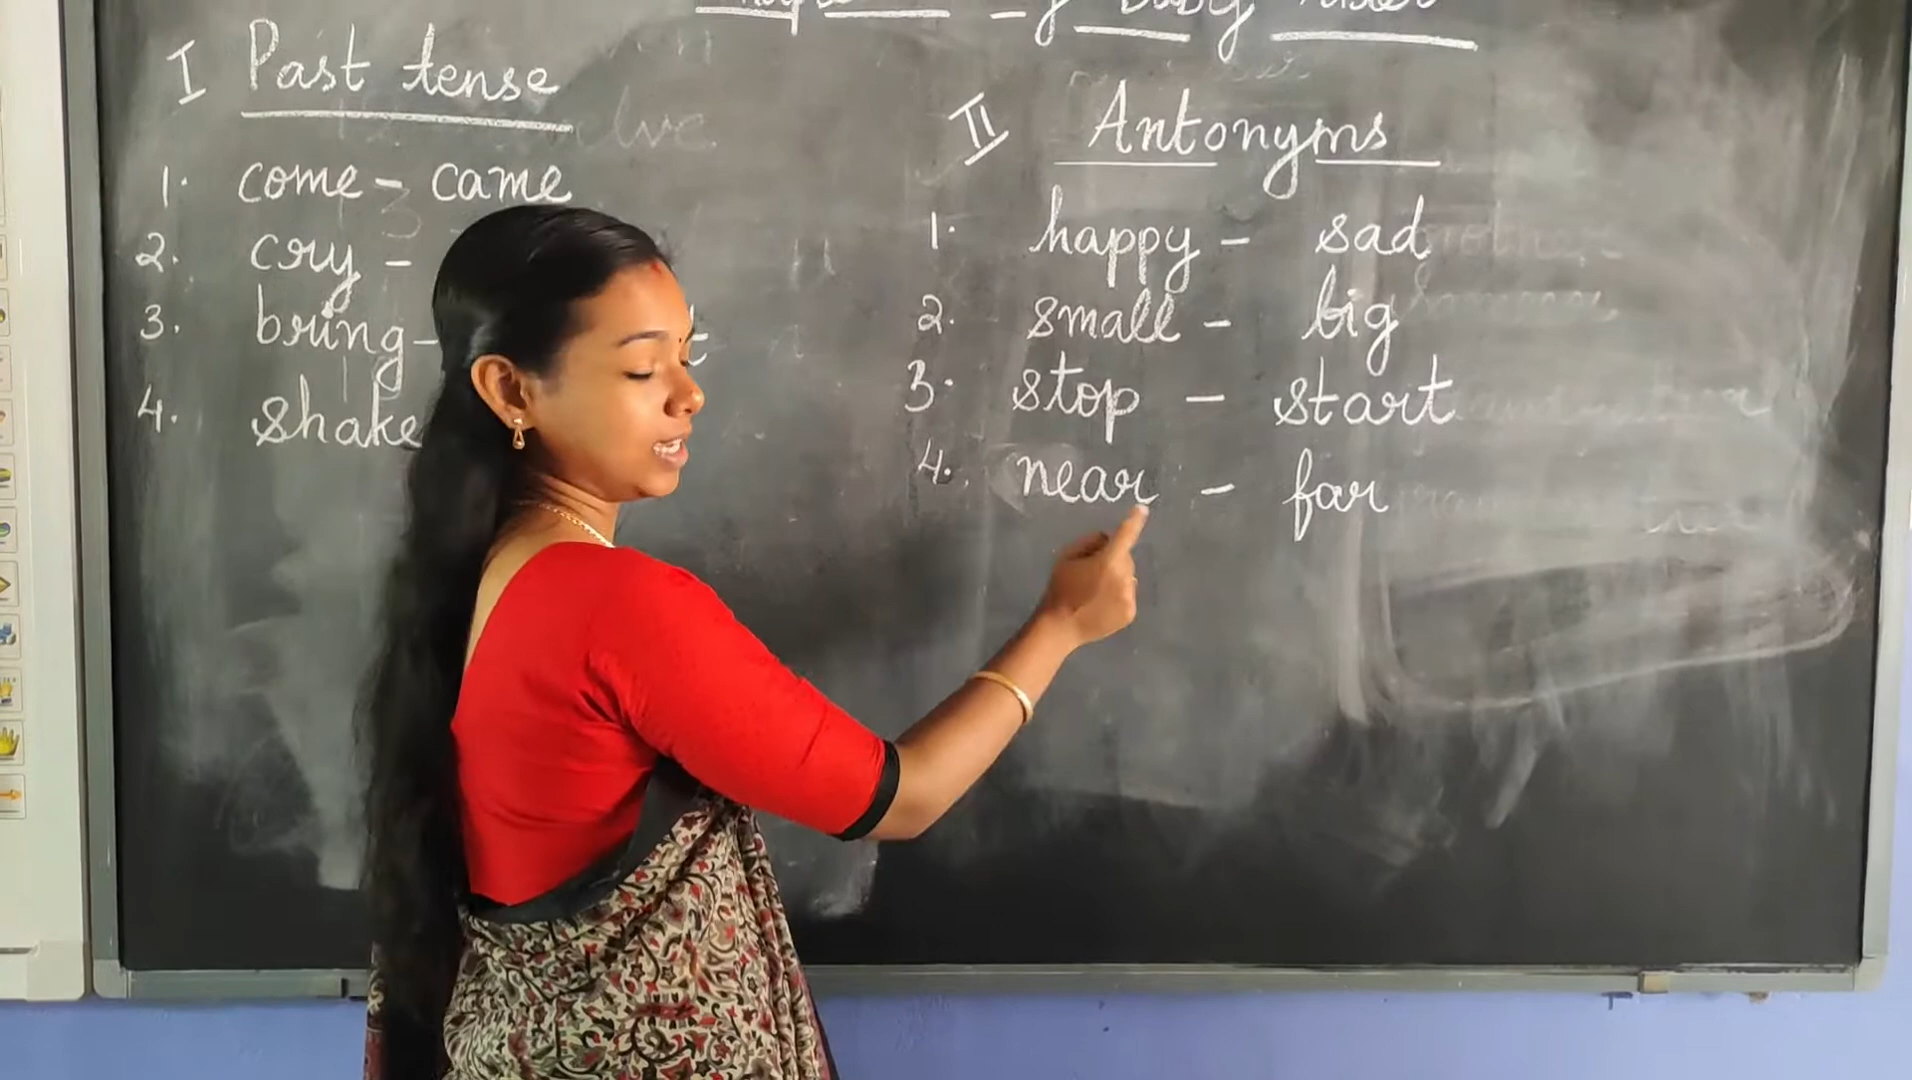 baby
I Past tense
1. come - came
2. cry -
3. bring -
4. shake
II Antonyms
1. happy - sad
2. small - big
3. stop - start
4. near - far